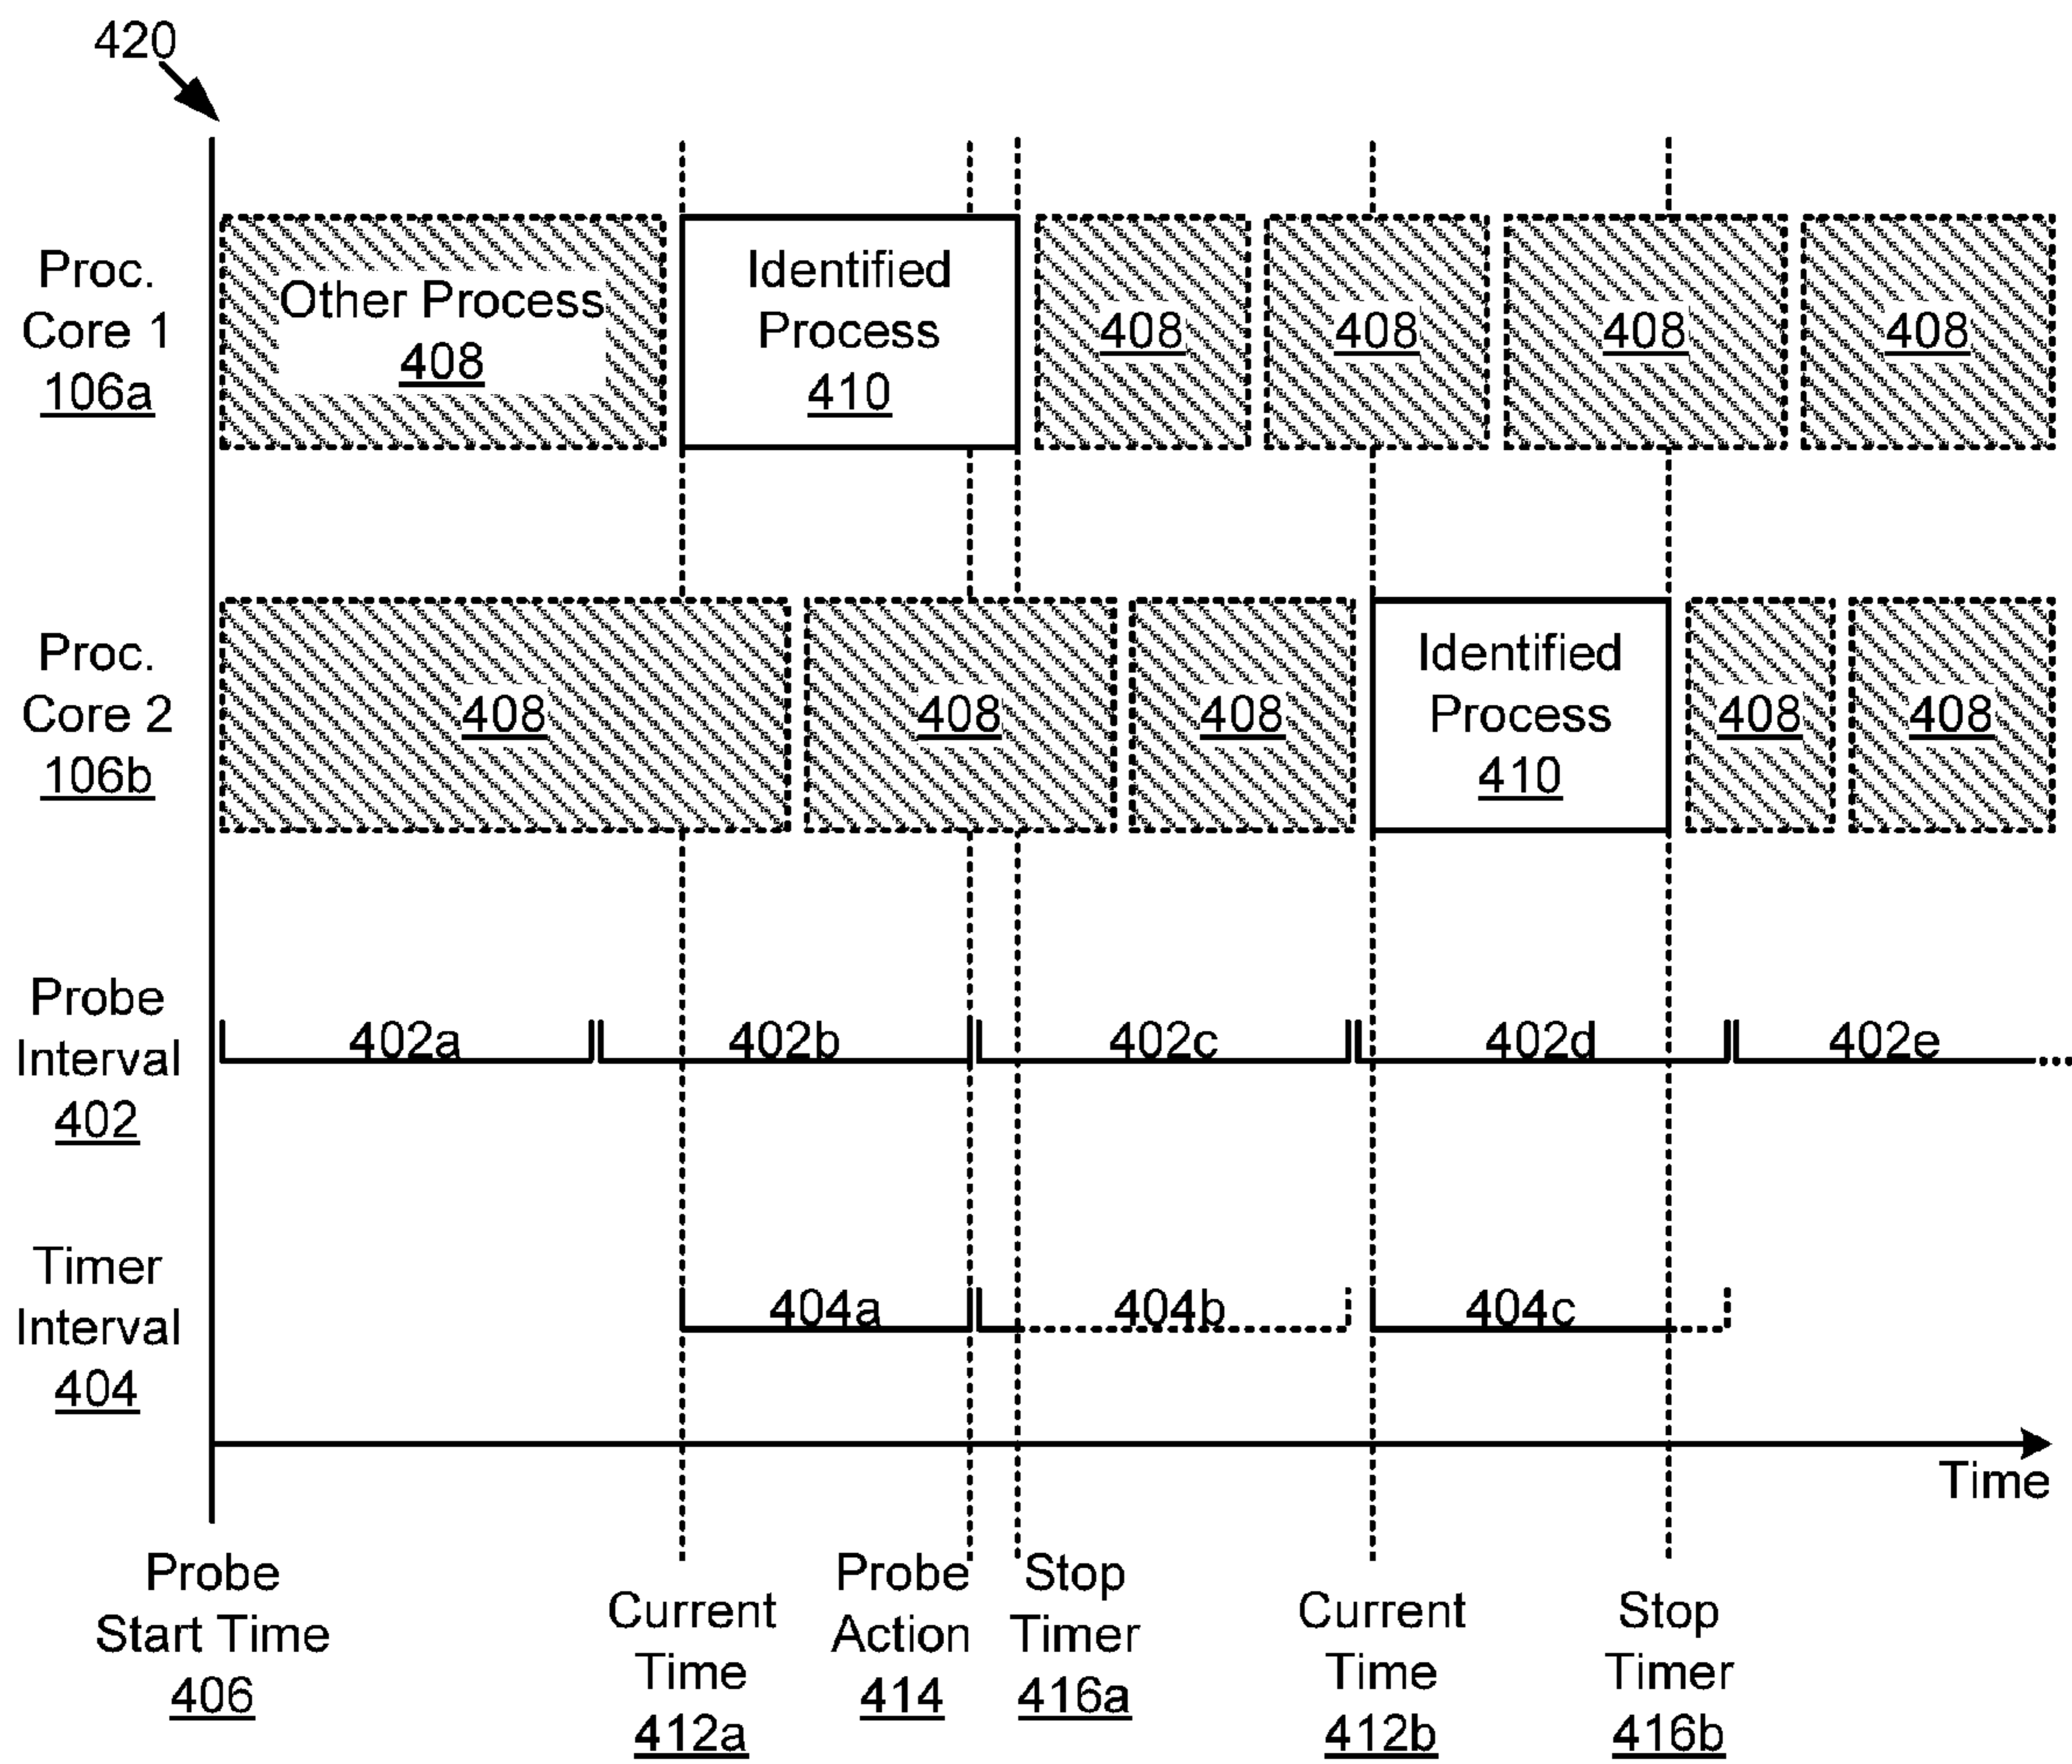 420
Proc.
Core 1
106a
Other Process
408
Identified
Process
410
408
408
408
408
Proc.
Core 2
106b
408
408
408
Identified
Process
410
408
408
Probe
Interval
402
402a
402b
402c
402d
402e
Timer
Interval
404
404a
404b
404c
Time
Probe
Start Time
406
Current
Time
412a
Probe
Action
414
Stop
Timer
416a
Current
Time
412b
Stop
Timer
416b